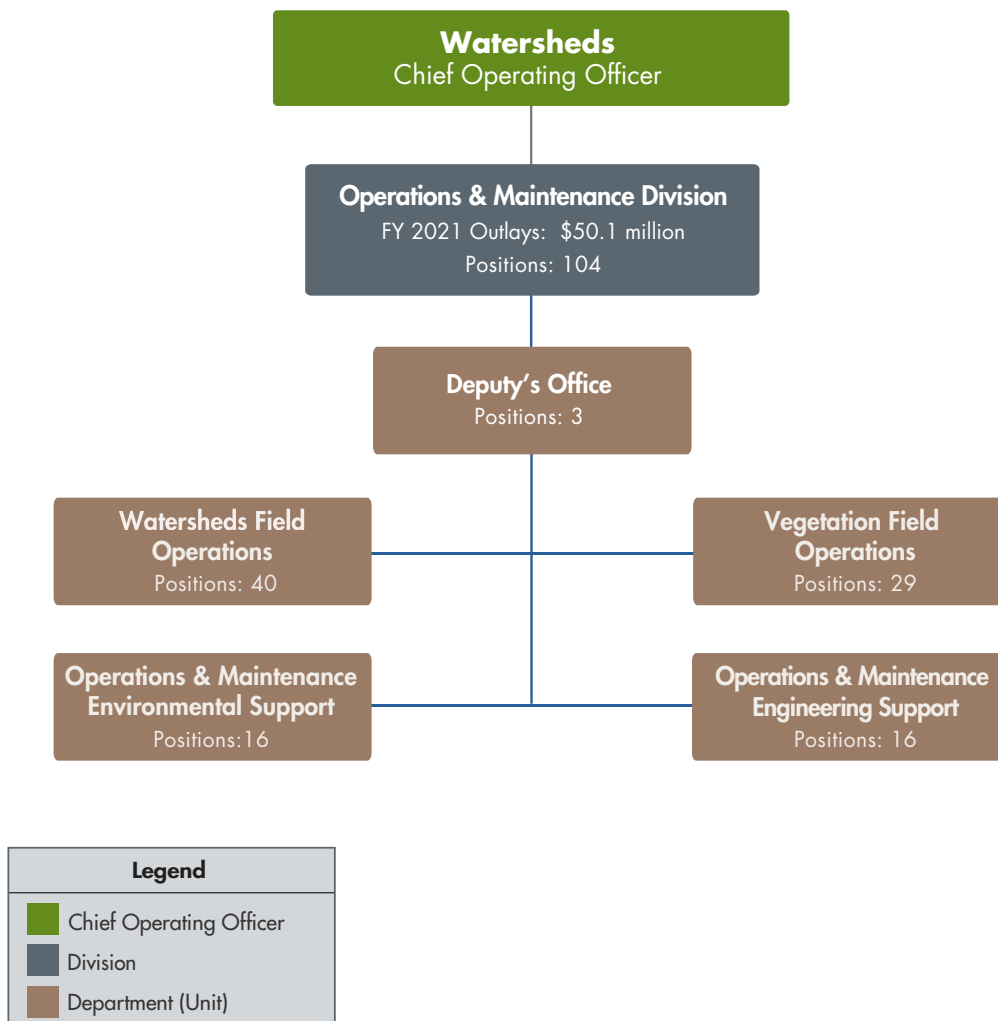 Watersheds
Chief Operating Officer
Operations & Maintenance Division
FY 2021 Outlays: $50.1 million
Positions: 104
Deputy's Office
Positions: 3
Watersheds Field
Operations
Positions: 40
Vegetation Field
Operations
Positions: 29
Operations & Maintenance
Environmental Support
Positions:16
Operations & Maintenance
Engineering Support
Positions: 16
Legend
Chief Operating Officer
Division
Department (Unit)